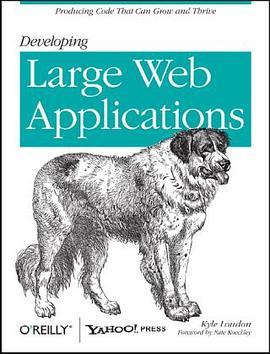 Producing Code That Can Grow and Thrive
Developing
Large Web
Applications
Kyle Loudon
Foreword by Nate Koechley
O'REILLY®
YAHOO! PRESS